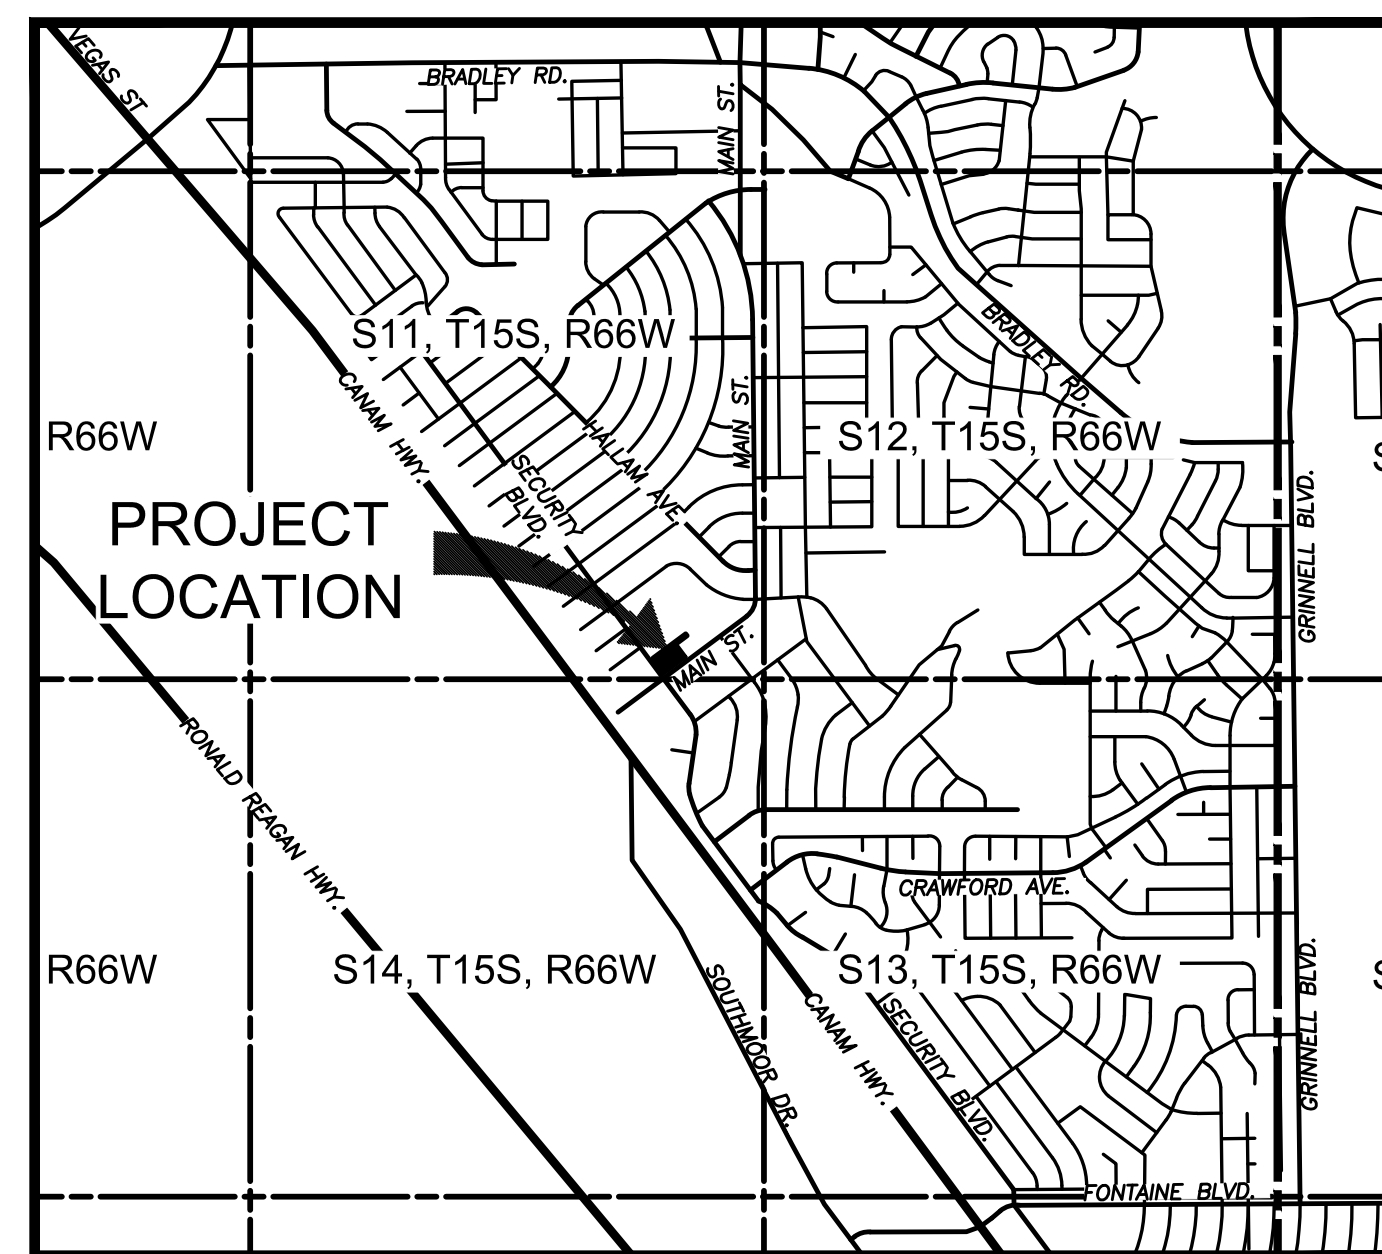 VEGAS ST
BRADLEY RD.
MAIN ST.
S11, T15S, R66W
BRADLEY RD.
CANAM HWY.
MAIN ST.
R66W
S12, T15S, R66W
S
HALLAM AVE.
SECURITY
BLVD.
GRINNELL BLVD.
PROJECT
LOCATION
MAIN ST.
RONALD REAGAN HWY.
CRAWFORD AVE.
R66W
S14, T15S, R66W
S13, T15S, R66W
S
SOUTHMOOR DR.
CANAM HWY.
SECURITY BLVD.
GRINNELL BLVD.
FONTAINE BLVD.